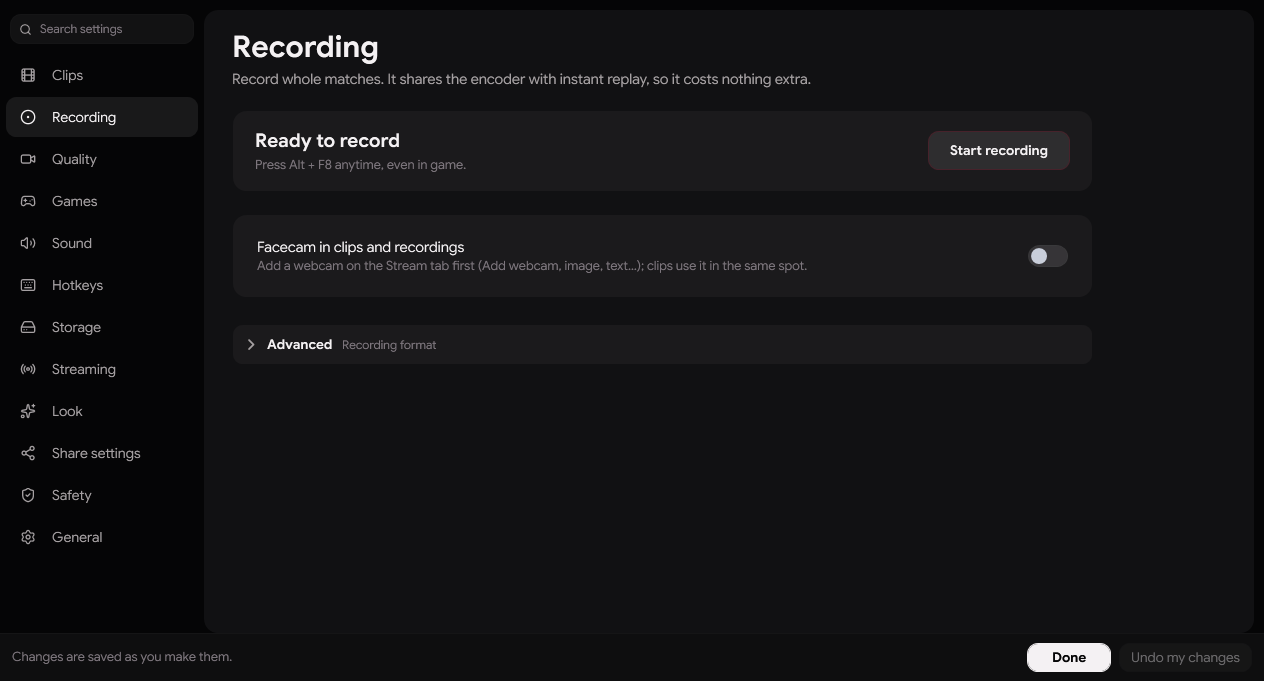 Search settings
Clips
Recording
Quality
Games
Sound
Hotkeys
Storage
Streaming
Look
Share settings
Safety
General
Recording
Record whole matches. It shares the encoder with instant replay, so it costs nothing extra.
Ready to record
Press Alt + F8 anytime, even in game.
Start recording
Facecam in clips and recordings
Add a webcam on the Stream tab first (Add webcam, image, text...); clips use it in the same spot.
Advanced Recording format
Changes are saved as you make them.
Done
Undo my changes